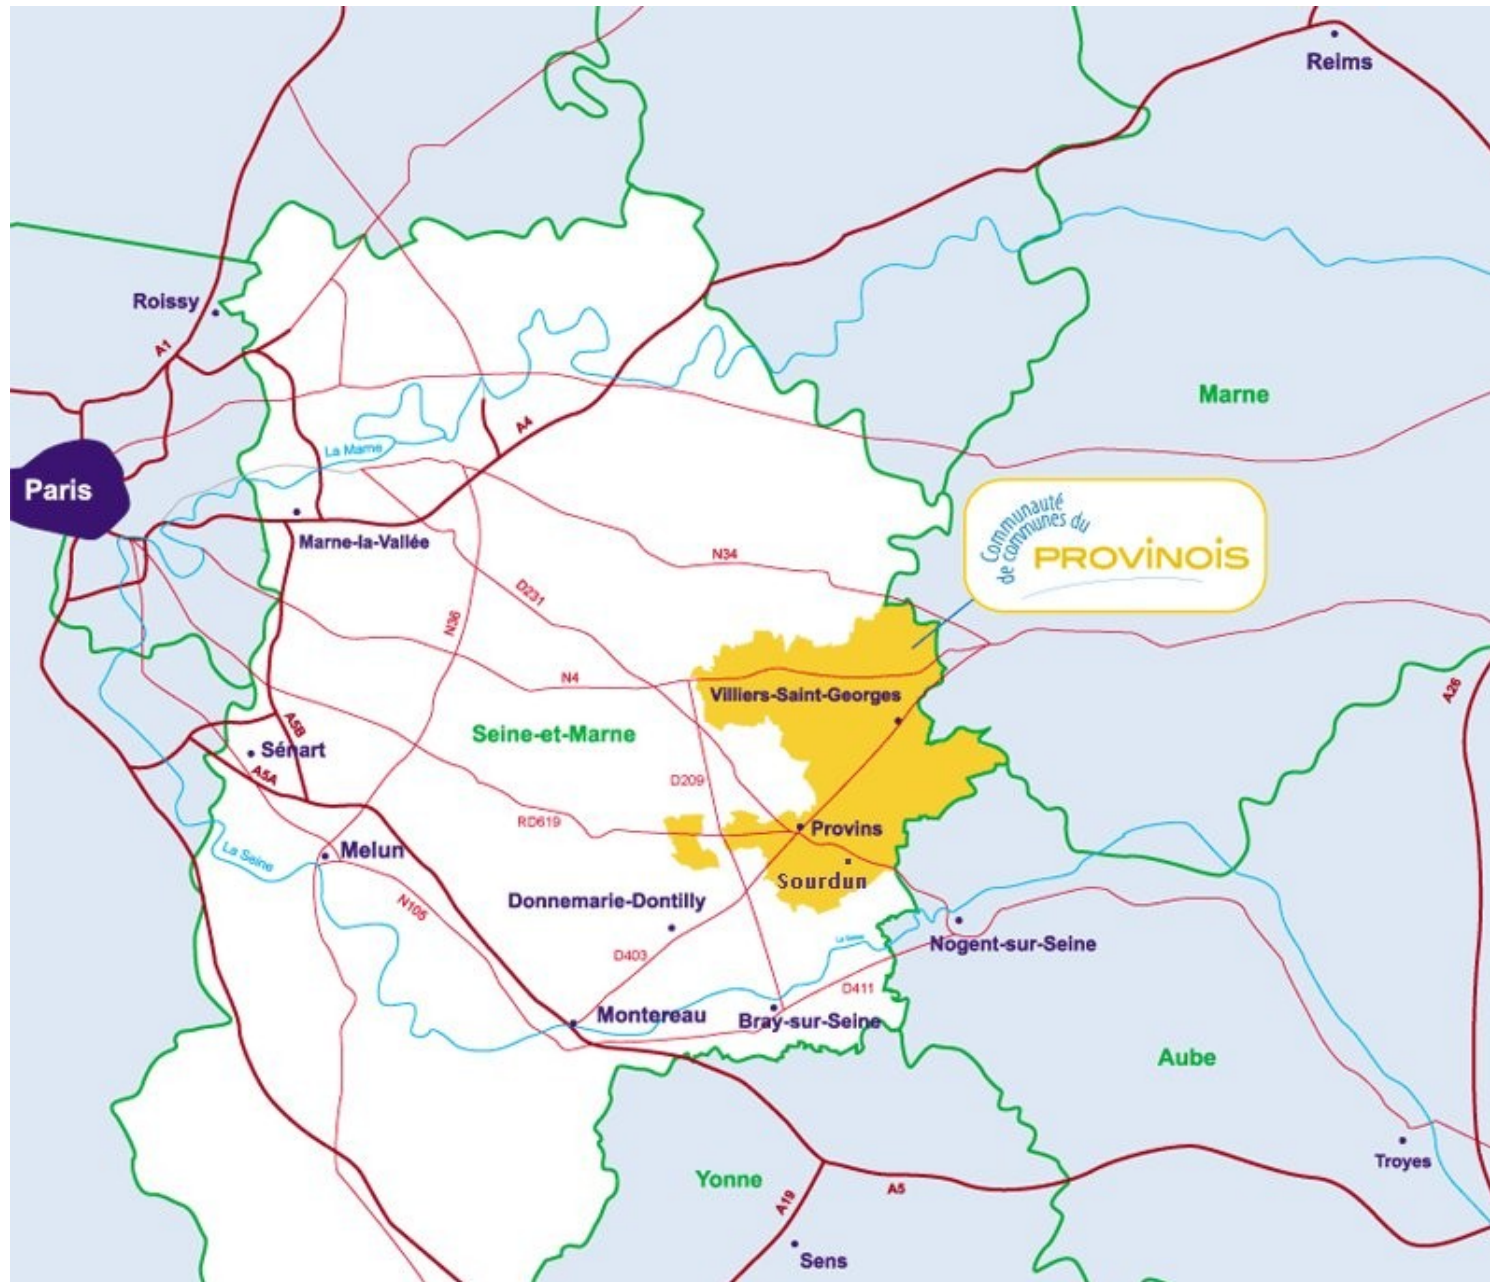 Reims
Roissy
A1
Marne
La Marne
A4
Paris
Communauté
de communes du
PROVINOIS
Marne-la-Vallée
N34
D231
N36
N4
Villiers-Saint-Georges
A26
A5B
Seine-et-Marne
Sénart
A5A
D209
RD619
Provins
Melun
La Seine
Sourdun
Donnemarie-Dontilly
N105
La Seine
Nogent-sur-Seine
D403
D411
Montereau
Bray-sur-Seine
Aube
Troyes
Yonne
A5
A19
Sens